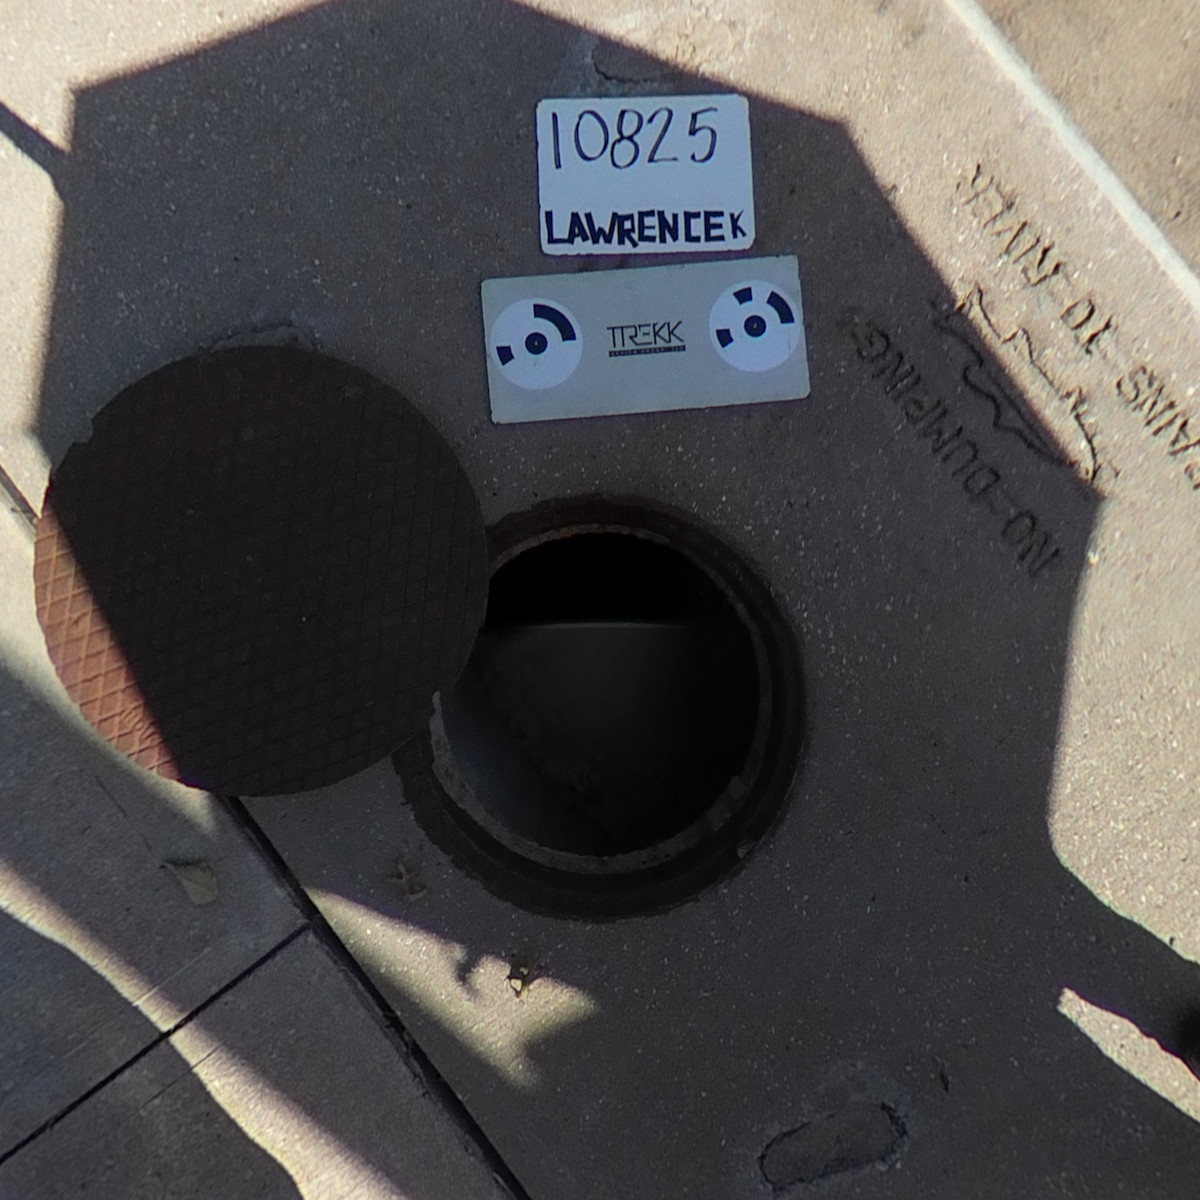 10825
LAWRENCE K
TREKK
NO-DUMPING-
DRAINS-TO-RIVER